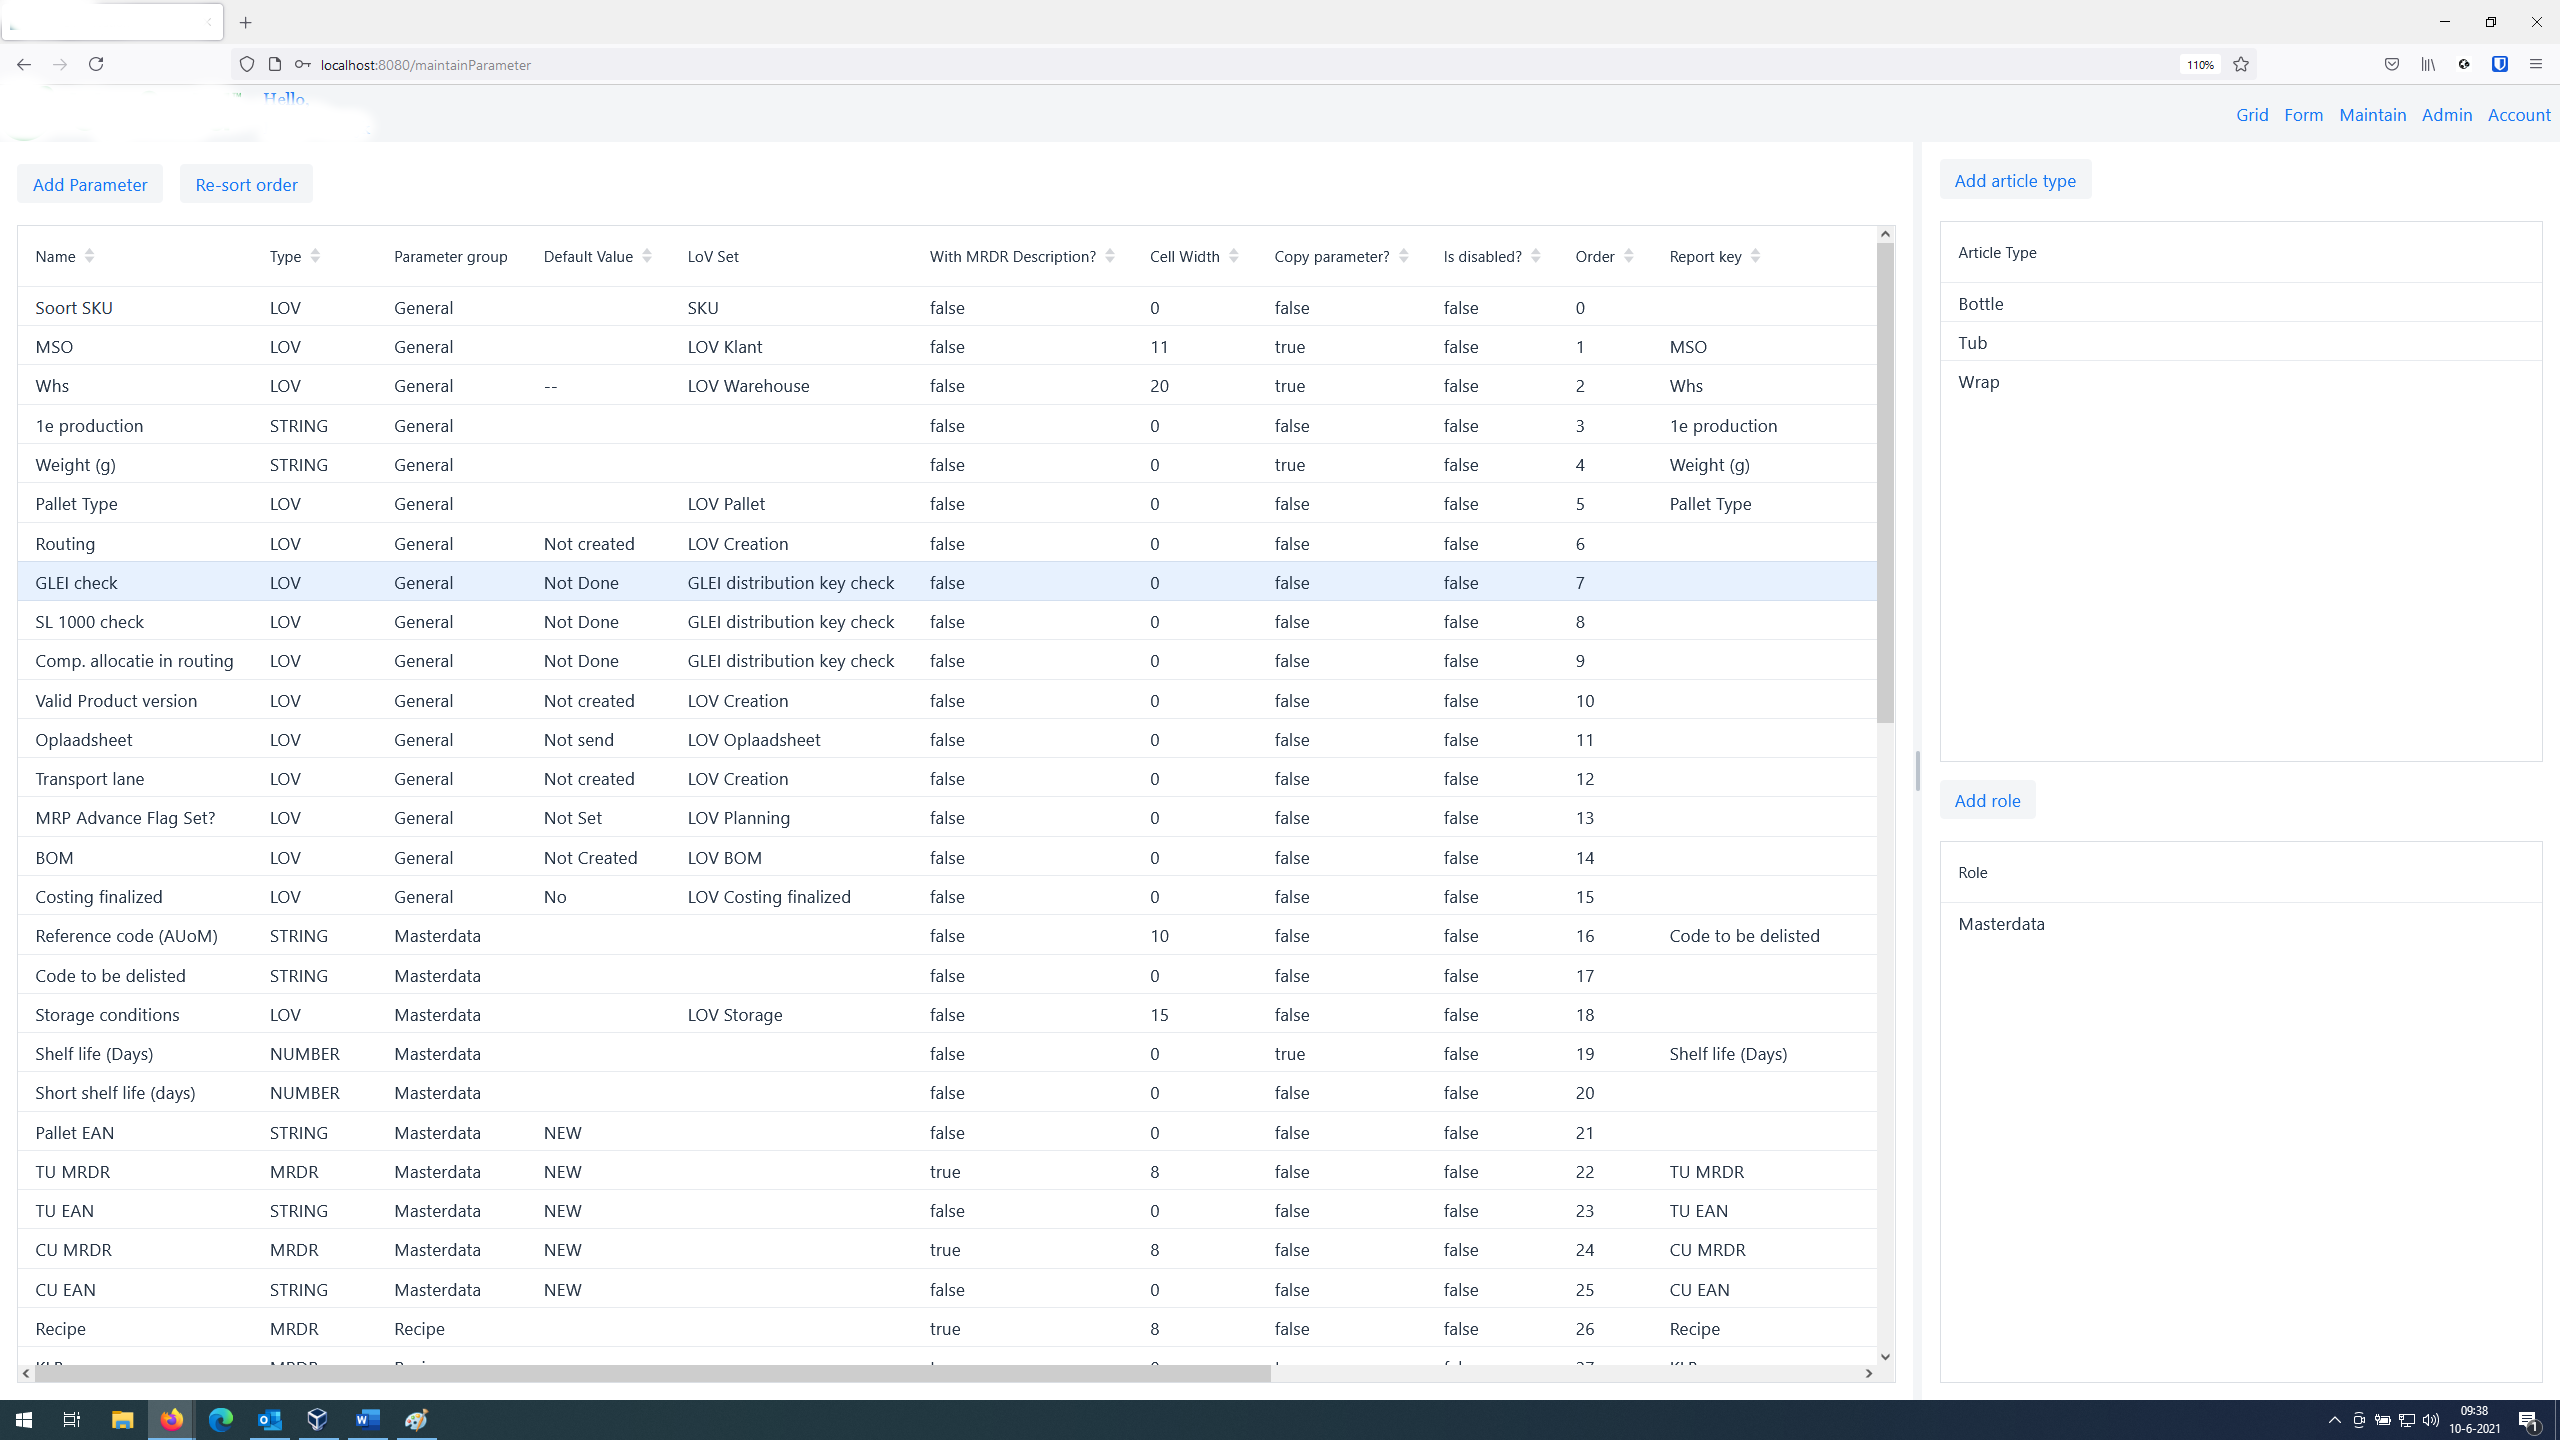 localhost:8080/maintainParameter
110%
Hello,
Grid Form Maintain Admin Account
Add Parameter Re-sort order
Name Type Parameter group Default Value LoV Set With MRDR Description? Cell Width Copy parameter? Is disabled? Order Report key
Soort SKU LOV General SKU false 0 false false 0
MSO LOV General LOV Klant false 11 true false 1 MSO
Whs LOV General -- LOV Warehouse false 20 true false 2 Whs
1e production STRING General false 0 false false 3 1e production
Weight (g) STRING General false 0 true false 4 Weight (g)
Pallet Type LOV General LOV Pallet false 0 false false 5 Pallet Type
Routing LOV General Not created LOV Creation false 0 false false 6
GLEI check LOV General Not Done GLEI distribution key check false 0 false false 7
SL 1000 check LOV General Not Done GLEI distribution key check false 0 false false 8
Comp. allocatie in routing LOV General Not Done GLEI distribution key check false 0 false false 9
Valid Product version LOV General Not created LOV Creation false 0 false false 10
Oplaadsheet LOV General Not send LOV Oplaadsheet false 0 false false 11
Transport lane LOV General Not created LOV Creation false 0 false false 12
MRP Advance Flag Set? LOV General Not Set LOV Planning false 0 false false 13
BOM LOV General Not Created LOV BOM false 0 false false 14
Costing finalized LOV General No LOV Costing finalized false 0 false false 15
Reference code (AUoM) STRING Masterdata false 10 false false 16 Code to be delisted
Code to be delisted STRING Masterdata false 0 false false 17
Storage conditions LOV Masterdata LOV Storage false 15 false false 18
Shelf life (Days) NUMBER Masterdata false 0 true false 19 Shelf life (Days)
Short shelf life (days) NUMBER Masterdata false 0 false false 20
Pallet EAN STRING Masterdata NEW false 0 false false 21
TU MRDR MRDR Masterdata NEW true 8 false false 22 TU MRDR
TU EAN STRING Masterdata NEW false 0 false false 23 TU EAN
CU MRDR MRDR Masterdata NEW true 8 false false 24 CU MRDR
CU EAN STRING Masterdata NEW false 0 false false 25 CU EAN
Recipe MRDR Recipe true 8 false false 26 Recipe
Add article type
Article Type
Bottle
Tub
Wrap
Add role
Role
Masterdata
09:38
10-6-2021
1